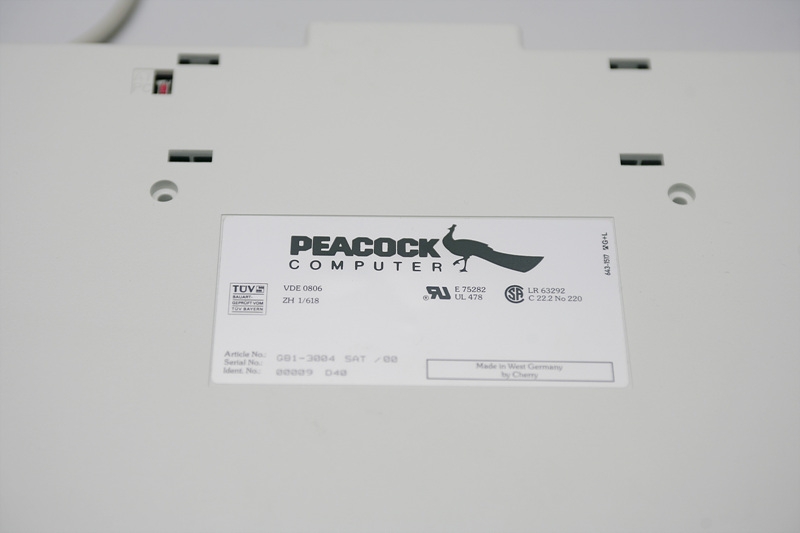 PEACOCK
COMPUTER
643-1517 G+L
TÜV
BAUART-
GEPRÜFT VOM
TÜV BAYERN
VDE 0806
ZH 1/618
E 75282
UL 478
LR 63292
C 22.2 No 220
Article No.: G81-3004 SAT /00
Serial No.: 00009 D40
Ident. No.:
Made in West Germany
by Cherry